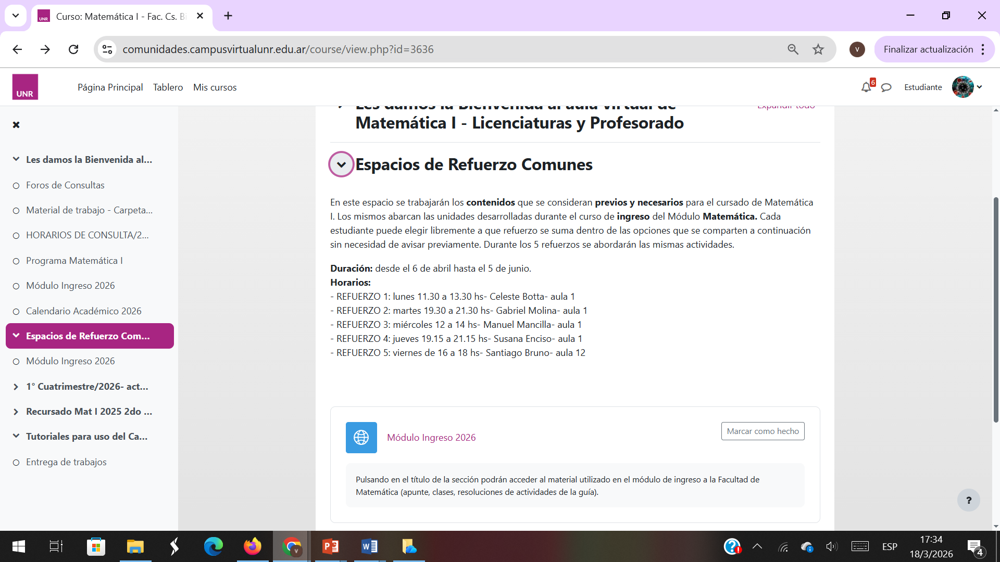 Curso: Matemática I - Fac. Cs. Bi
comunidades.campusvirtualunr.edu.ar/course/view.php?id=3636
V
Finalizar actualización
UNR
Página Principal
Tablero
Mis cursos
6
Estudiante
Les damos la Bienvenida al...
Foros de Consultas
Material de trabajo - Carpeta...
HORARIOS DE CONSULTA/2...
Programa Matemática I
Módulo Ingreso 2026
Calendario Académico 2026
Espacios de Refuerzo Com...
Módulo Ingreso 2026
1° Cuatrimestre/2026- act...
Recursado Mat I 2025 2do ...
Tutoriales para uso del Ca...
Entrega de trabajos
Les damos la Bienvenida al aula virtual de
Matemática I - Licenciaturas y Profesorado
Expandir todo
Espacios de Refuerzo Comunes
En este espacio se trabajarán los contenidos que se consideran previos y necesarios para el cursado de Matemática
I. Los mismos abarcan las unidades desarrolladas durante el curso de ingreso del Módulo Matemática. Cada
estudiante puede elegir libremente a que refuerzo se suma dentro de las opciones que se comparten a continuación
sin necesidad de avisar previamente. Durante los 5 refuerzos se abordarán las mismas actividades.
Duración: desde el 6 de abril hasta el 5 de junio.
Horarios:
- REFUERZO 1: lunes 11.30 a 13.30 hs- Celeste Botta- aula 1
- REFUERZO 2: martes 19.30 a 21.30 hs- Gabriel Molina- aula 1
- REFUERZO 3: miércoles 12 a 14 hs- Manuel Mancilla- aula 1
- REFUERZO 4: jueves 19.15 a 21.15 hs- Susana Enciso- aula 1
- REFUERZO 5: viernes de 16 a 18 hs- Santiago Bruno- aula 12
Módulo Ingreso 2026
Marcar como hecho
Pulsando en el título de la sección podrán acceder al material utilizado en el módulo de ingreso a la Facultad de
Matemática (apunte, clases, resoluciones de actividades de la guía).
?
ESP
17:34
18/3/2026
4